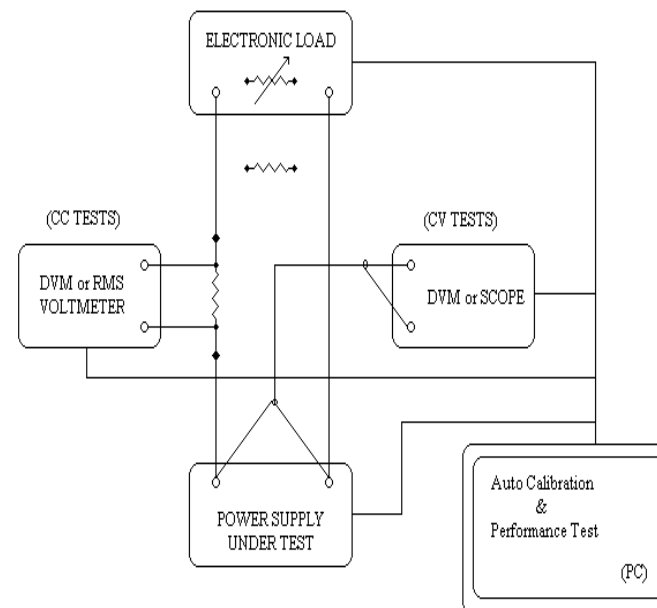 ELECTRONIC LOAD
(CC TESTS)
(CV TESTS)
DVM or RMS
VOLTMETER
DVM or SCOPE
POWER SUPPLY
UNDER TEST
Auto Calibration
&
Performance Test
(PC)